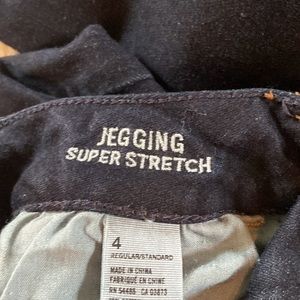 JEGGING
SUPER STRETCH
4
REGULAR/STANDARD
MADE IN CHINA
FABRIQUÉ EN CHINE
RN 54485 CA 03873